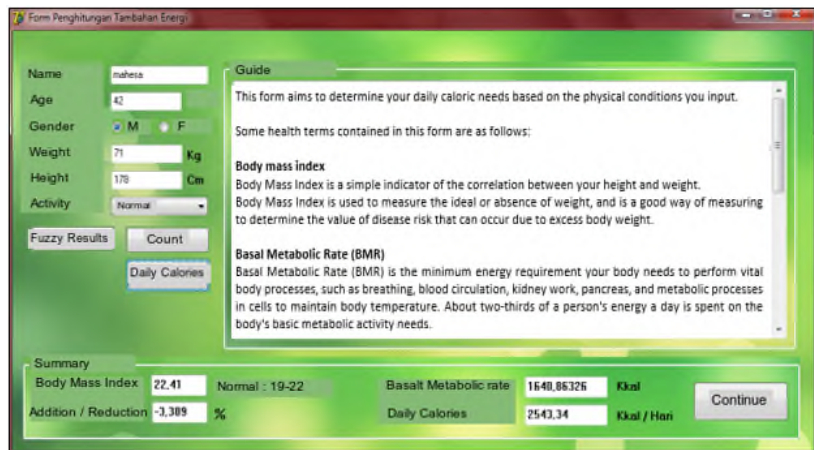 Form Penghitungan Tambahan Energi
Name mahesa
Age 42
Gender M F
Weight 71 Kg
Height 178 Cm
Activity Normal
Fuzzy Results Count
Daily Calories
Guide
This form aims to determine your daily caloric needs based on the physical conditions you input.
Some health terms contained in this form are as follows:
Body mass index
Body Mass Index is a simple indicator of the correlation between your height and weight.
Body Mass Index is used to measure the ideal or absence of weight, and is a good way of measuring
to determine the value of disease risk that can occur due to excess body weight.
Basal Metabolic Rate (BMR)
Basal Metabolic Rate (BMR) is the minimum energy requirement your body needs to perform vital
body processes, such as breathing, blood circulation, kidney work, pancreas, and metabolic processes
in cells to maintain body temperature. About two-thirds of a person's energy a day is spent on the
body's basic metabolic activity needs.
Summary
Body Mass Index 22,41 Normal : 19-22 Basalt Metabolic rate 1640,86326 Kkal
Addition / Reduction -3,389 % Daily Calories 2543,34 Kkal / Hari
Continue